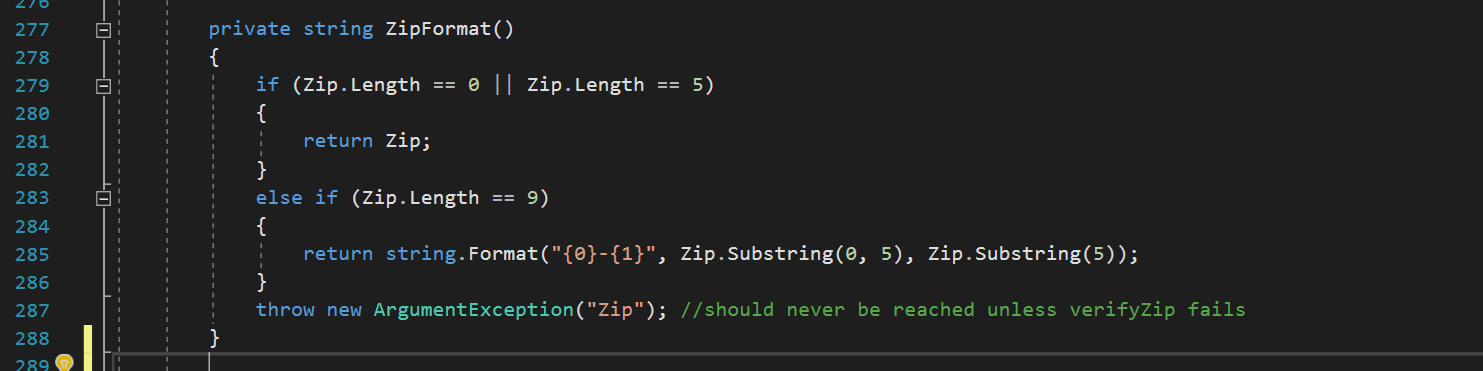 276
277 private string ZipFormat()
278 {
279 if (Zip.Length == 0 || Zip.Length == 5)
280 {
281 return Zip;
282 }
283 else if (Zip.Length == 9)
284 {
285 return string.Format("{0}-{1}", Zip.Substring(0, 5), Zip.Substring(5));
286 }
287 throw new ArgumentException("Zip"); //should never be reached unless verifyZip fails
288 }
289